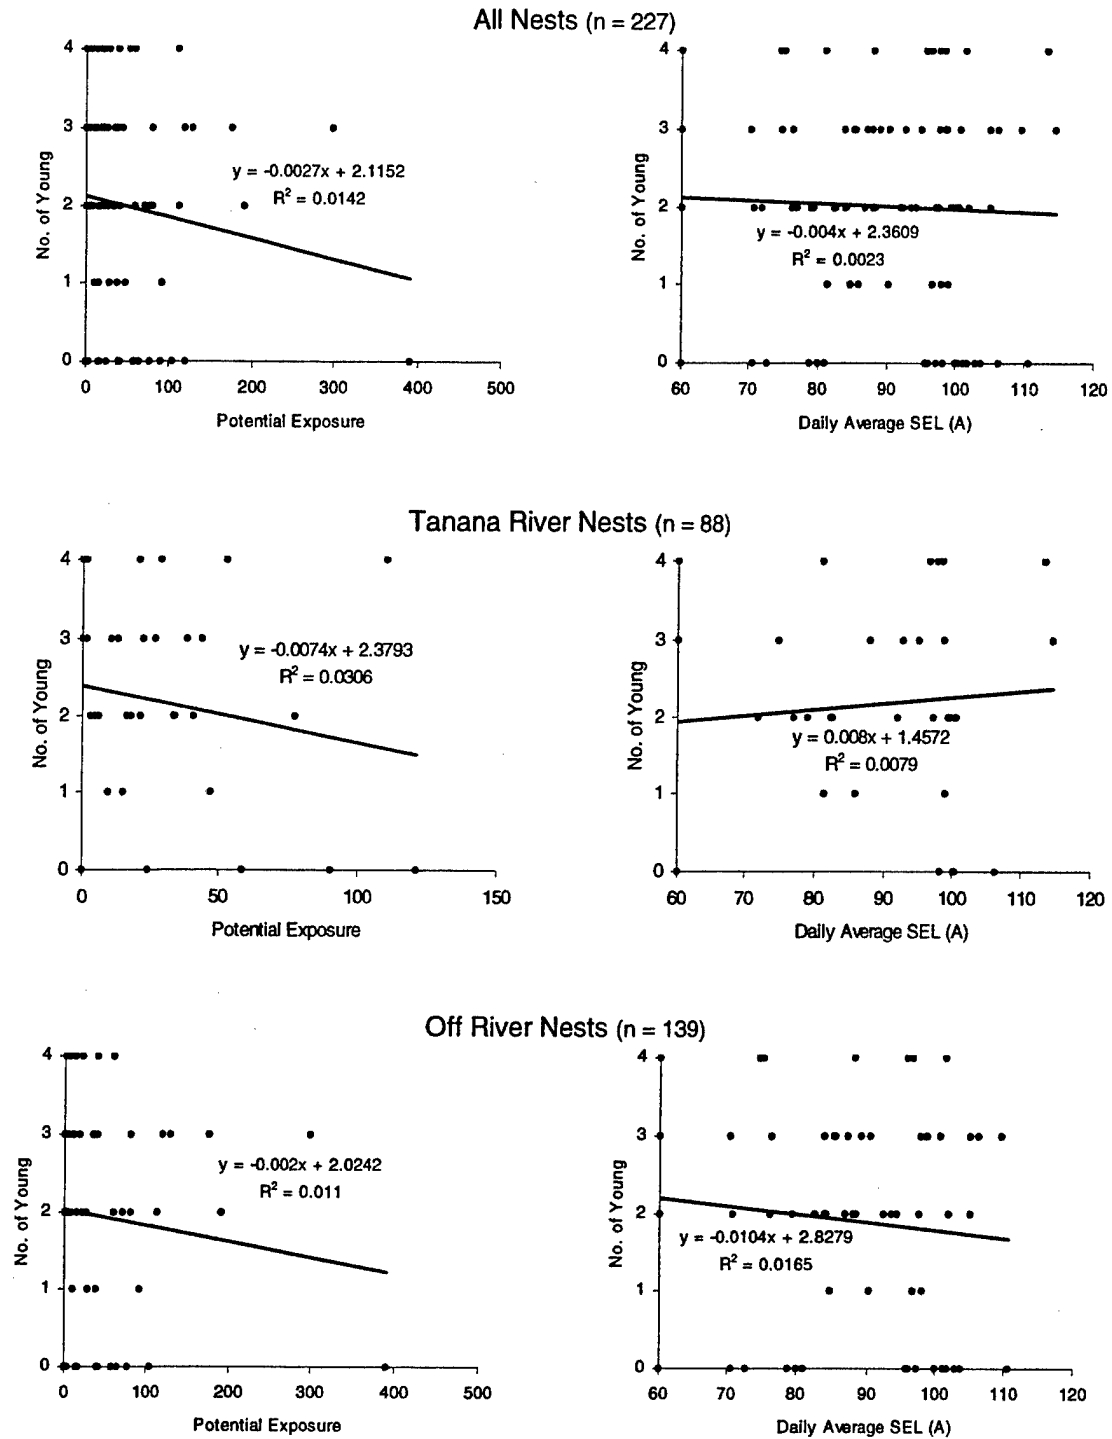 All Nests (n = 227)
4
3
2
1
0
No. of Young
y = -0.0027x + 2.1152
R² = 0.0142
0 100 200 300 400 500
Potential Exposure
4
3
2
1
0
No. of Young
y = -0.004x + 2.3609
R² = 0.0023
60 70 80 90 100 110 120
Daily Average SEL (A)
Tanana River Nests (n = 88)
4
3
2
1
0
No. of Young
y = -0.0074x + 2.3793
R² = 0.0306
0 50 100 150
Potential Exposure
4
3
2
1
0
No. of Young
y = 0.008x + 1.4572
R² = 0.0079
60 70 80 90 100 110 120
Daily Average SEL (A)
Off River Nests (n = 139)
4
3
2
1
0
No. of Young
y = -0.002x + 2.0242
R² = 0.011
0 100 200 300 400 500
Potential Exposure
4
3
2
1
0
No. of Young
y = -0.0104x + 2.8279
R² = 0.0165
60 70 80 90 100 110 120
Daily Average SEL (A)